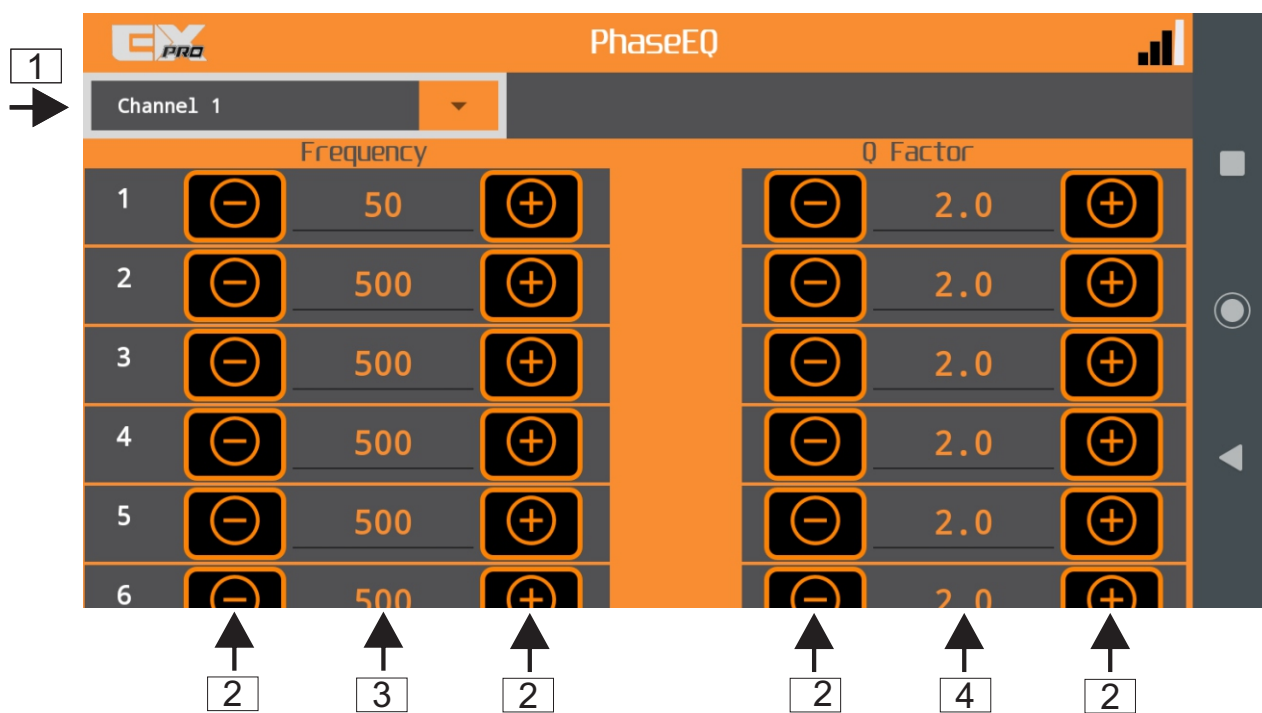 EX PRO
PhaseEQ
1
Channel 1
Frequency
Q Factor
1 50 2.0
2 500 2.0
3 500 2.0
4 500 2.0
5 500 2.0
6 500 2.0
2 3 2 2 4 2